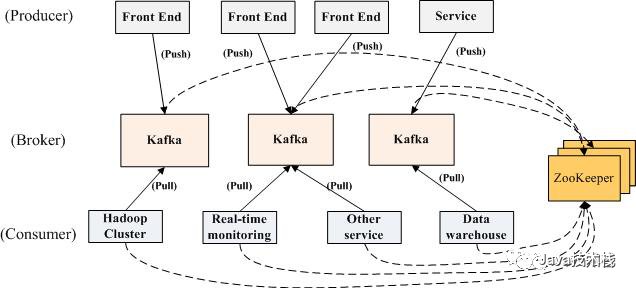 (Producer)
Front End
Front End
Front End
Service
(Push)
(Push)
(Push)
(Push)
(Broker)
Kafka
Kafka
Kafka
ZooKeeper
(Pull)
(Pull)
(Pull)
(Pull)
(Consumer)
Hadoop
Cluster
Real-time
monitoring
Other
service
Data
warehouse
Java技术栈